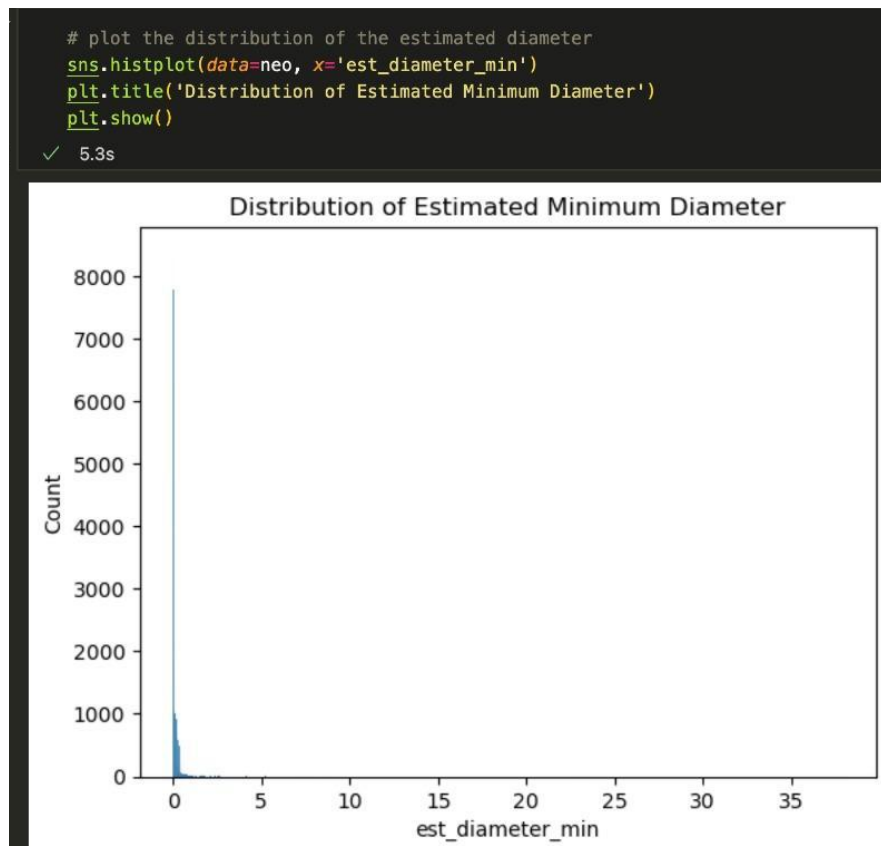 # plot the distribution of the estimated diameter
sns.histplot(data=neo, x='est_diameter_min')
plt.title('Distribution of Estimated Minimum Diameter')
plt.show()
✓ 5.3s
Distribution of Estimated Minimum Diameter
8000
7000
6000
5000
4000
3000
2000
1000
0
Count
0 5 10 15 20 25 30 35
est_diameter_min